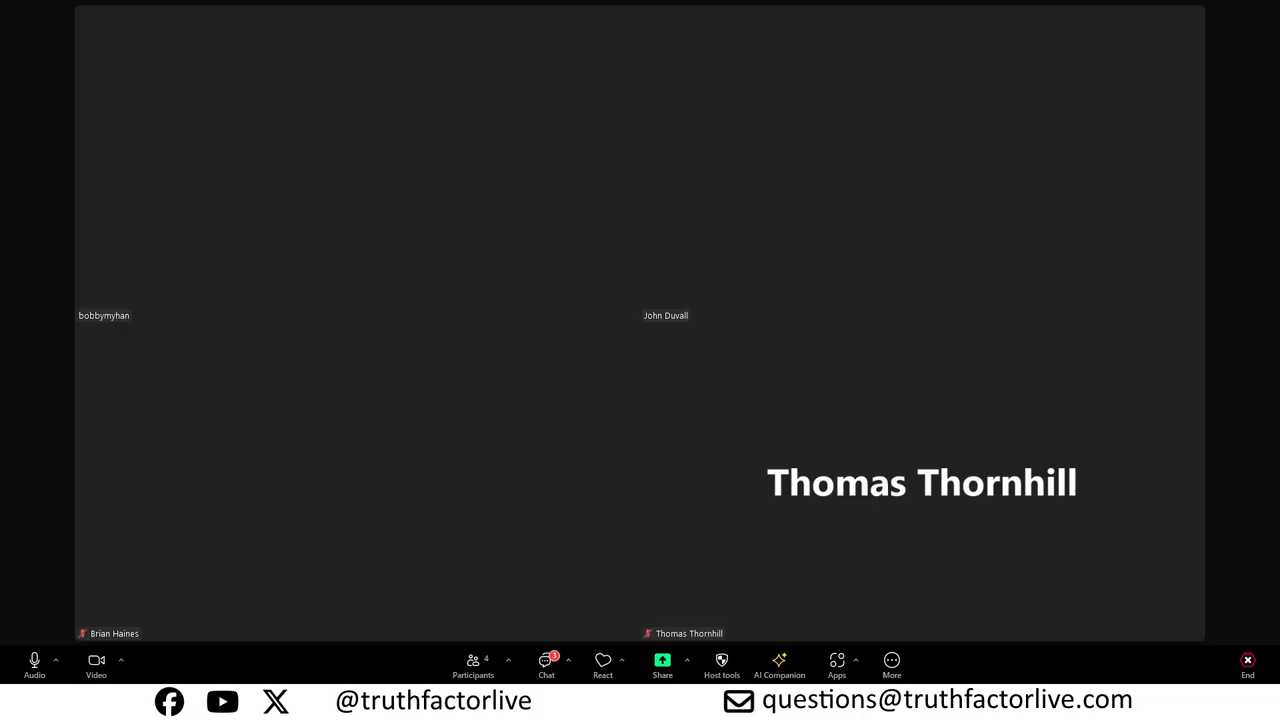 bobbymyhan
John Duvall
Thomas Thornhill
Brian Haines
Thomas Thornhill
4
3
Audio
Video
Participants
Chat
React
Share
Host tools
AI Companion
Apps
More
End
@truthfactorlive
questions@truthfactorlive.com